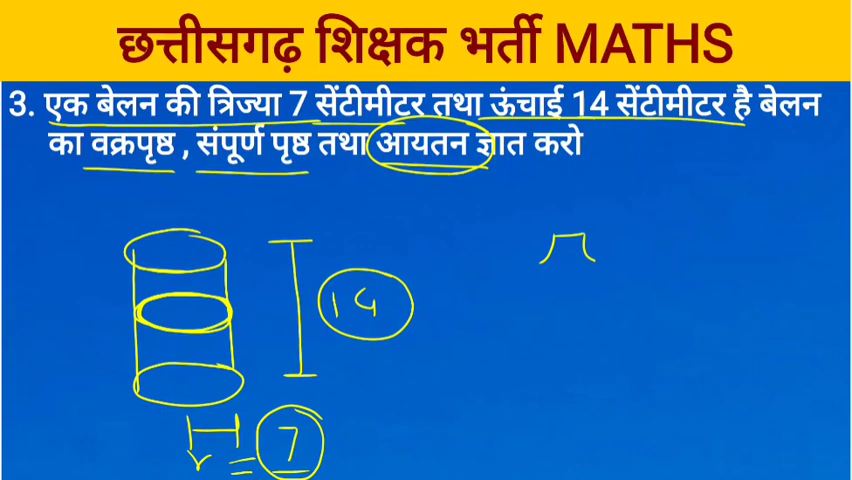 छत्तीसगढ़ शिक्षक भर्ती MATHS
3. एक बेलन की त्रिज्या 7 सेंटीमीटर तथा ऊंचाई 14 सेंटीमीटर है बेलन
का वक्रपृष्ठ , संपूर्ण पृष्ठ तथा आयतन ज्ञात करो
14
r = 7